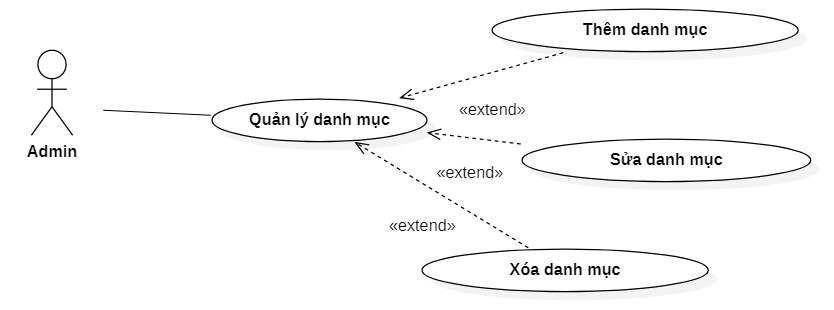 Thêm danh mục
«extend»
Quản lý danh mục
Admin
Sửa danh mục
«extend»
«extend»
Xóa danh mục